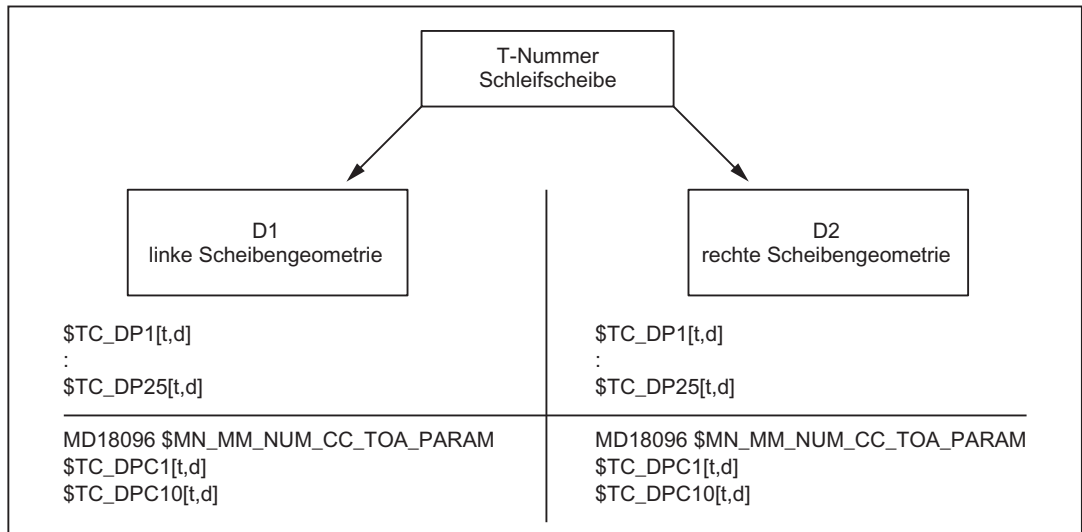 T-Nummer
Schleifscheibe
D1
linke Scheibengeometrie
D2
rechte Scheibengeometrie
$TC_DP1[t,d]
:
$TC_DP25[t,d]
$TC_DP1[t,d]
:
$TC_DP25[t,d]
MD18096 $MN_MM_NUM_CC_TOA_PARAM
$TC_DPC1[t,d]
$TC_DPC10[t,d]
MD18096 $MN_MM_NUM_CC_TOA_PARAM
$TC_DPC1[t,d]
$TC_DPC10[t,d]